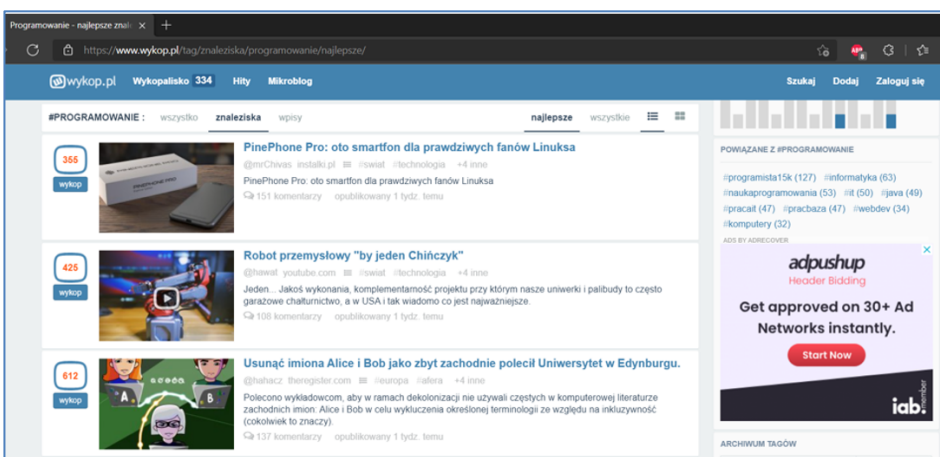 Programowanie - najlepsze znal
https://www.wykop.pl/tag/znaleziska/programowanie/najlepsze/
ABP
8
wykop.pl Wykopalisko 334 Hity Mikroblog Szukaj Dodaj Zaloguj się
#PROGRAMOWANIE : wszystko znaleziska wpisy najlepsze wszystkie
355
wykop
PinePhone Pro: oto smartfon dla prawdziwych fanów Linuksa
@mrChivas instalki.pl #swiat #technologia +4 inne
PinePhone Pro: oto smartfon dla prawdziwych fanów Linuksa
151 komentarzy opublikowany 1 tydz. temu
PINEPHONE PRO
425
wykop
Robot przemysłowy "by jeden Chińczyk"
@hawat youtube.com #swiat #technologia +4 inne
Jeden... Jakoś wykonania, komplementarność projektu przy którym nasze uniwerki i palibudy to często
garażowe chałturnictwo, a w USA i tak wiadomo co jest najważniejsze.
108 komentarzy opublikowany 1 tydz. temu
612
wykop
A
B
Usunąć imiona Alice i Bob jako zbyt zachodnie polecił Uniwersytet w Edynburgu.
@hahacz theregister.com #europa #afera +4 inne
Polecono wykładowcom, aby w ramach dekolonizacji nie używali częstych w komputerowej literaturze
zachodnich imion: Alice i Bob w celu wykluczenia określonej terminologii ze względu na inkluzywność
(cokolwiek to znaczy).
137 komentarzy opublikowany 1 tydz. temu
POWIĄZANE Z #PROGRAMOWANIE
#programista15k (127) #informatyka (63)
#naukaprogramowania (53) #it (50) #java (49)
#pracait (47) #pracbaza (47) #webdev (34)
#komputery (32)
ADS BY ADRECOVER
adpushup
Header Bidding
Get approved on 30+ Ad
Networks instantly.
Start Now
iab.
member
ARCHIWUM TAGÓW